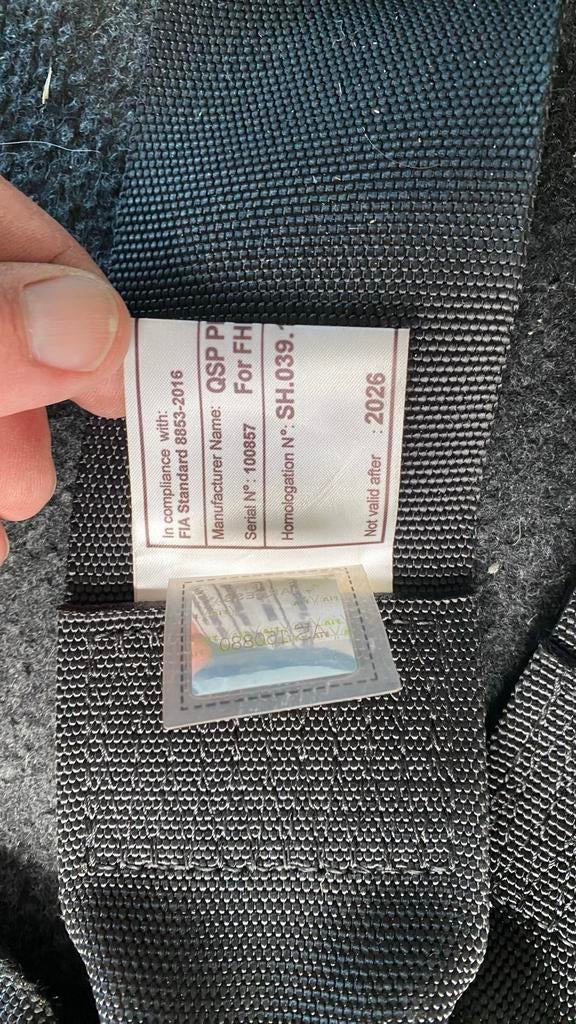 In compliance with:
FIA Standard 8853-2016
Manufacturer Name: QSP P
Serial N°: 100857 For FH
Homologation N°: SH.039.
Not valid after : 2026